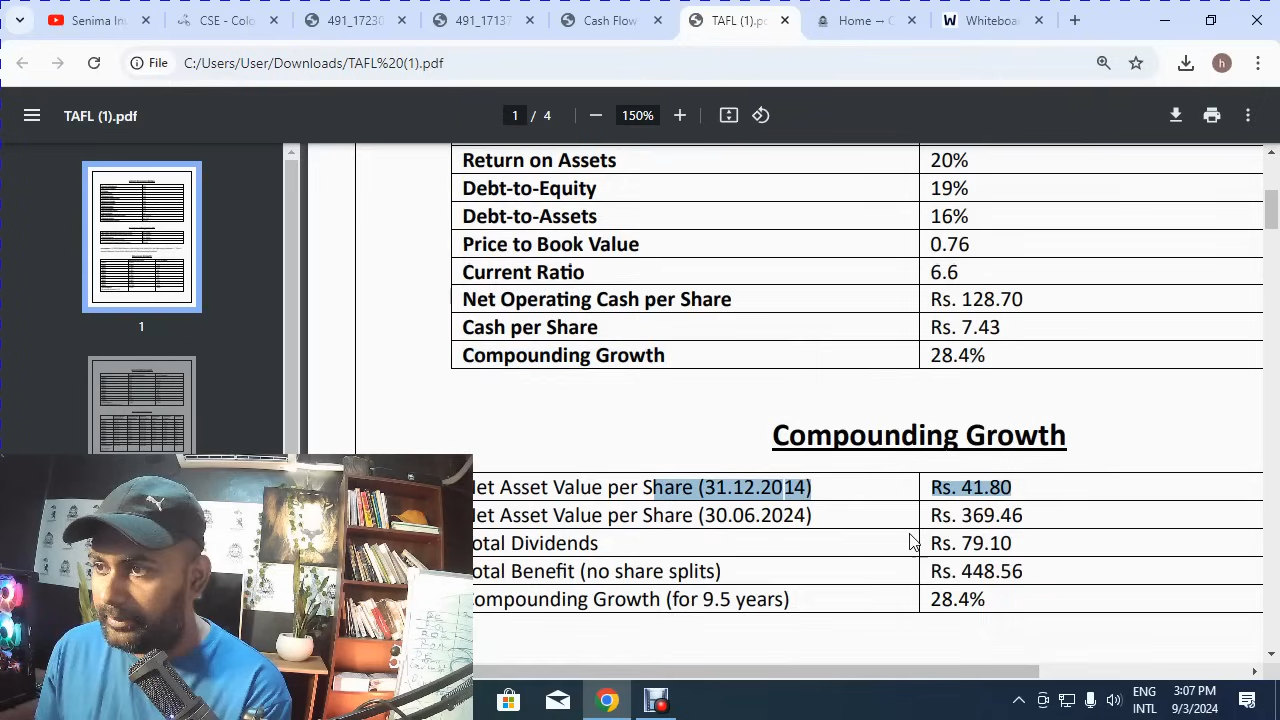 Senima Inv
CSE - Colo
491_17230
491_17137
Cash Flow
TAFL (1).pd
Home – C
W Whiteboa
File C:/Users/User/Downloads/TAFL%20(1).pdf
h
TAFL (1).pdf
1 / 4
150%
1
Return on Assets 20%
Debt-to-Equity 19%
Debt-to-Assets 16%
Price to Book Value 0.76
Current Ratio 6.6
Net Operating Cash per Share Rs. 128.70
Cash per Share Rs. 7.43
Compounding Growth 28.4%
Compounding Growth
et Asset Value per Share (31.12.2014) Rs. 41.80
et Asset Value per Share (30.06.2024) Rs. 369.46
otal Dividends Rs. 79.10
otal Benefit (no share splits) Rs. 448.56
ompounding Growth (for 9.5 years) 28.4%
ENG
INTL
3:07 PM
9/3/2024